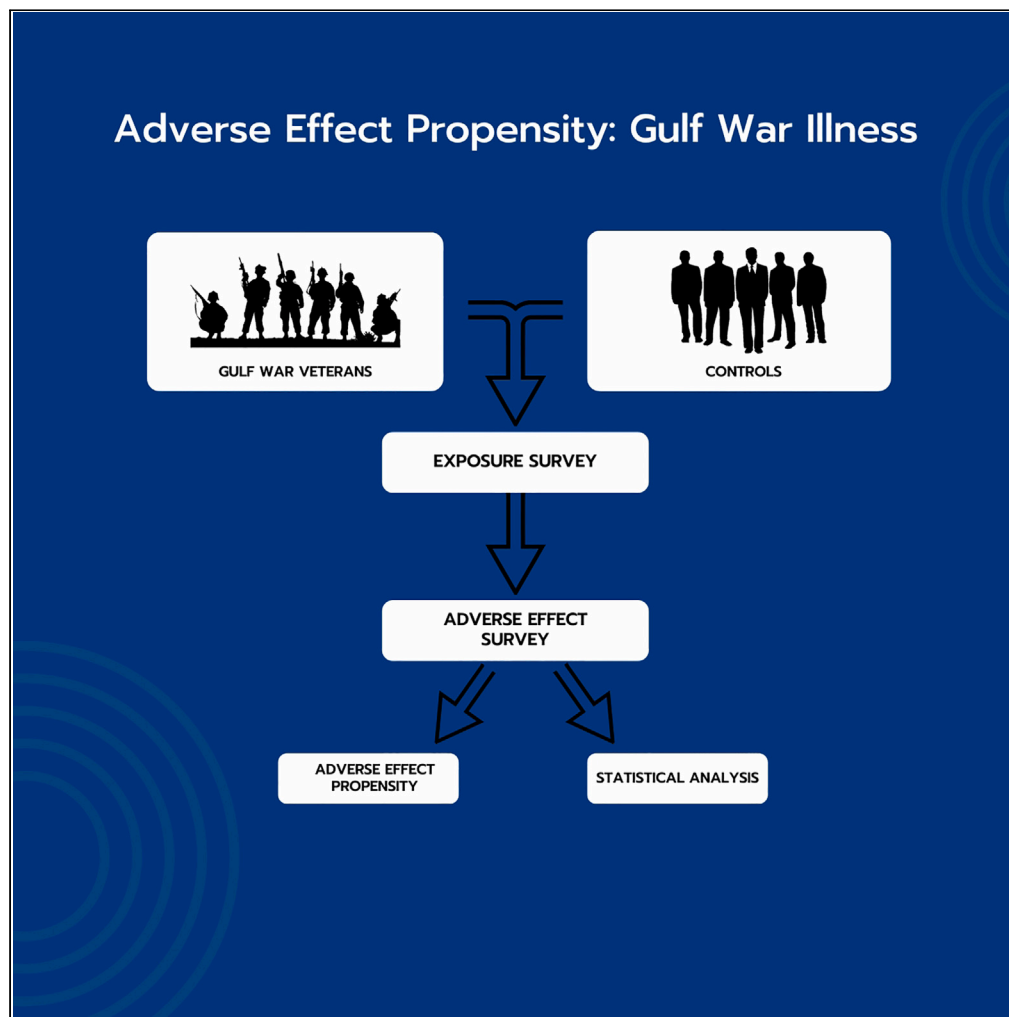 Adverse Effect Propensity: Gulf War Illness
GULF WAR VETERANS
CONTROLS
EXPOSURE SURVEY
ADVERSE EFFECT
SURVEY
ADVERSE EFFECT
PROPENSITY
STATISTICAL ANALYSIS